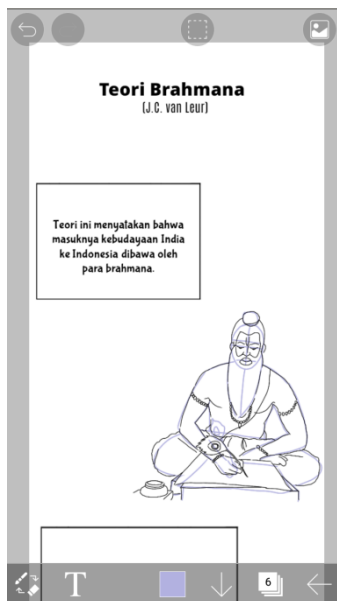 Teori Brahmana
(J.C. van Leur)
Teori ini menyatakan bahwa
masuknya kebudayaan India
ke Indonesia dibawa oleh
para brahmana.
T
6